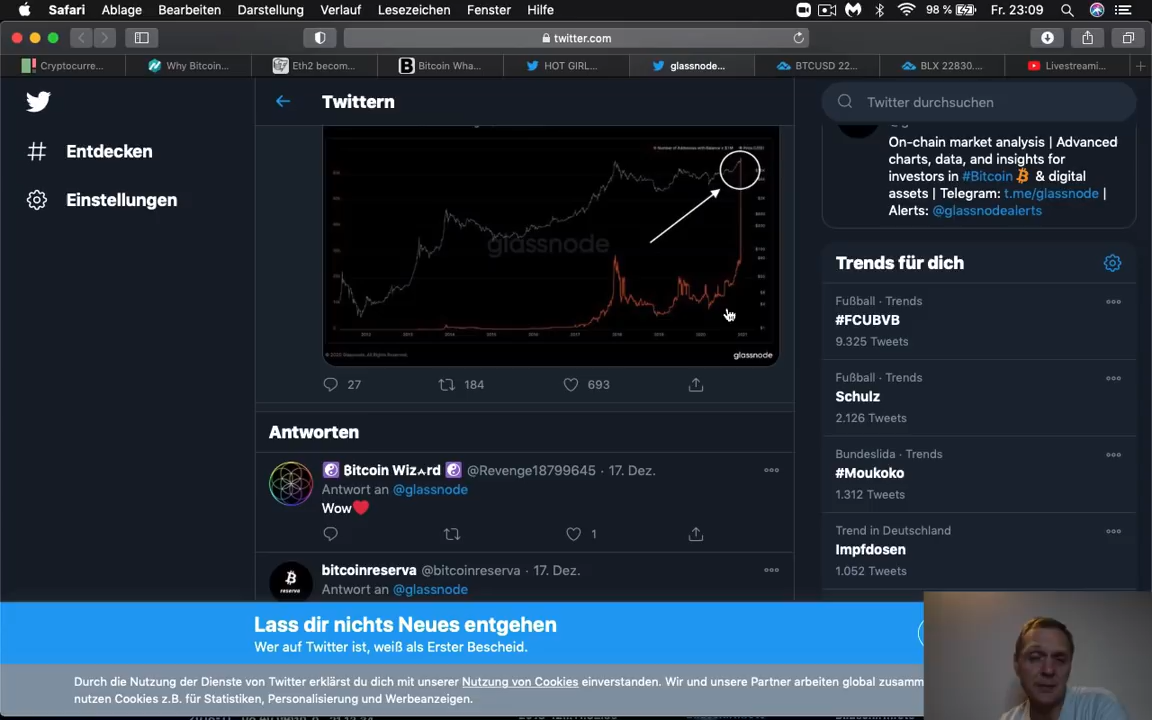 Safari Ablage Bearbeiten Darstellung Verlauf Lesezeichen Fenster Hilfe 98 % Fr. 23:09
twitter.com
Cryptocurre... Why Bitcoin... Eth2 becom... Bitcoin Wha... HOT GIRL... glassnode... BTCUSD 22... BLX 22830.... Livestreami...
Twittern
Twitter durchsuchen
Entdecken
Einstellungen
glassnode
2018
2021
glassnode
27 184 693
Antworten
Bitcoin Wizard @Revenge18799645 · 17. Dez.
Antwort an @glassnode
Wow
1
bitcoinreserva @bitcoinreserva · 17. Dez.
Antwort an @glassnode
On-chain market analysis | Advanced
charts, data, and insights for
investors in #Bitcoin & digital
assets | Telegram: t.me/glassnode |
Alerts: @glassnodealerts
Trends für dich
Fußball · Trends
#FCUBVB
9.325 Tweets
Fußball · Trends
Schulz
2.126 Tweets
Bundesliga · Trends
#Moukoko
1.312 Tweets
Trend in Deutschland
Impfdosen
1.052 Tweets
Lass dir nichts Neues entgehen
Wer auf Twitter ist, weiß als Erster Bescheid.
Durch die Nutzung der Dienste von Twitter erklärst du dich mit unserer Nutzung von Cookies einverstanden. Wir und unsere Partner arbeiten global zusamm
nutzen Cookies z.B. für Statistiken, Personalisierung und Werbeanzeigen.